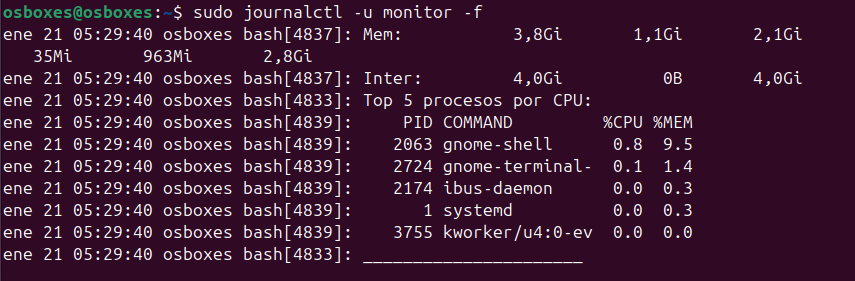 osboxes@osboxes:~$ sudo journalctl -u monitor -f
ene 21 05:29:40 osboxes bash[4837]: Mem:           3,8Gi       1,1Gi       2,1Gi
   35Mi       963Mi       2,8Gi
ene 21 05:29:40 osboxes bash[4837]: Inter:         4,0Gi          0B       4,0Gi
ene 21 05:29:40 osboxes bash[4833]: Top 5 procesos por CPU:
ene 21 05:29:40 osboxes bash[4839]:     PID COMMAND         %CPU %MEM
ene 21 05:29:40 osboxes bash[4839]:    2063 gnome-shell      0.8  9.5
ene 21 05:29:40 osboxes bash[4839]:    2724 gnome-terminal-  0.1  1.4
ene 21 05:29:40 osboxes bash[4839]:    2174 ibus-daemon      0.0  0.3
ene 21 05:29:40 osboxes bash[4839]:       1 systemd          0.0  0.3
ene 21 05:29:40 osboxes bash[4839]:    3755 kworker/u4:0-ev  0.0  0.0
ene 21 05:29:40 osboxes bash[4833]: ______________________